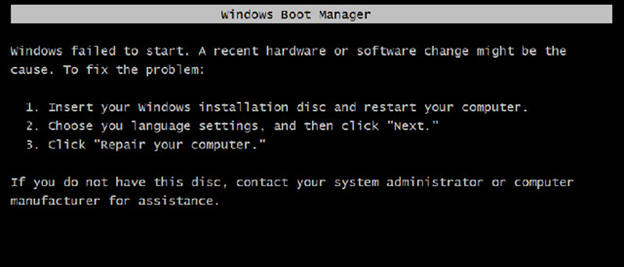 Windows Boot Manager
Windows failed to start. A recent hardware or software change might be the
cause. To fix the problem:
1. Insert your Windows installation disc and restart your computer.
2. Choose you language settings, and then click "Next."
3. Click "Repair your computer."
If you do not have this disc, contact your system administrator or computer
manufacturer for assistance.